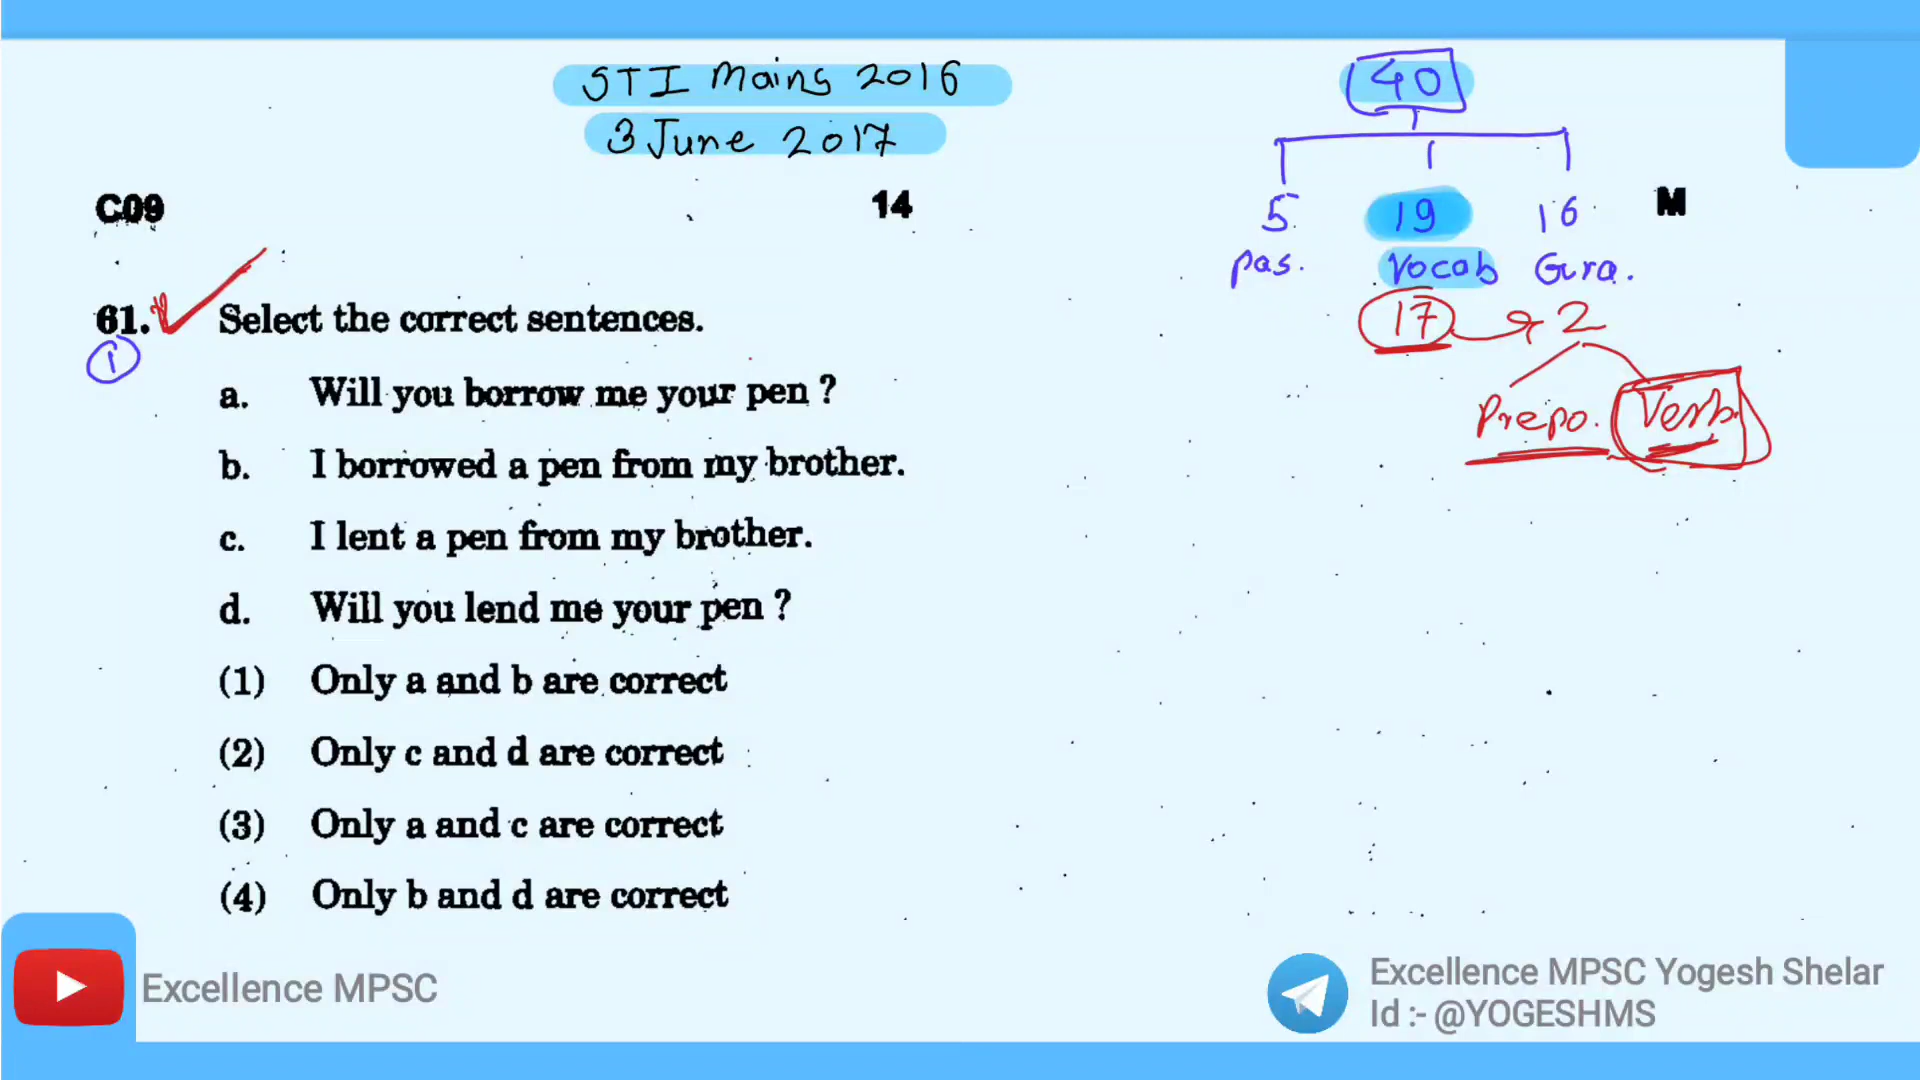 STI Mains 2016
3 June 2017
40
5 19 16
pas. Vocab Gra.
17 2
Prepo. Verb.
C09 14 M
61. Select the correct sentences.
1
a. Will you borrow me your pen ?
b. I borrowed a pen from my brother.
c. I lent a pen from my brother.
d. Will you lend me your pen ?
(1) Only a and b are correct
(2) Only c and d are correct
(3) Only a and c are correct
(4) Only b and d are correct
Excellence MPSC
Excellence MPSC Yogesh Shelar
Id :- @YOGESHMS